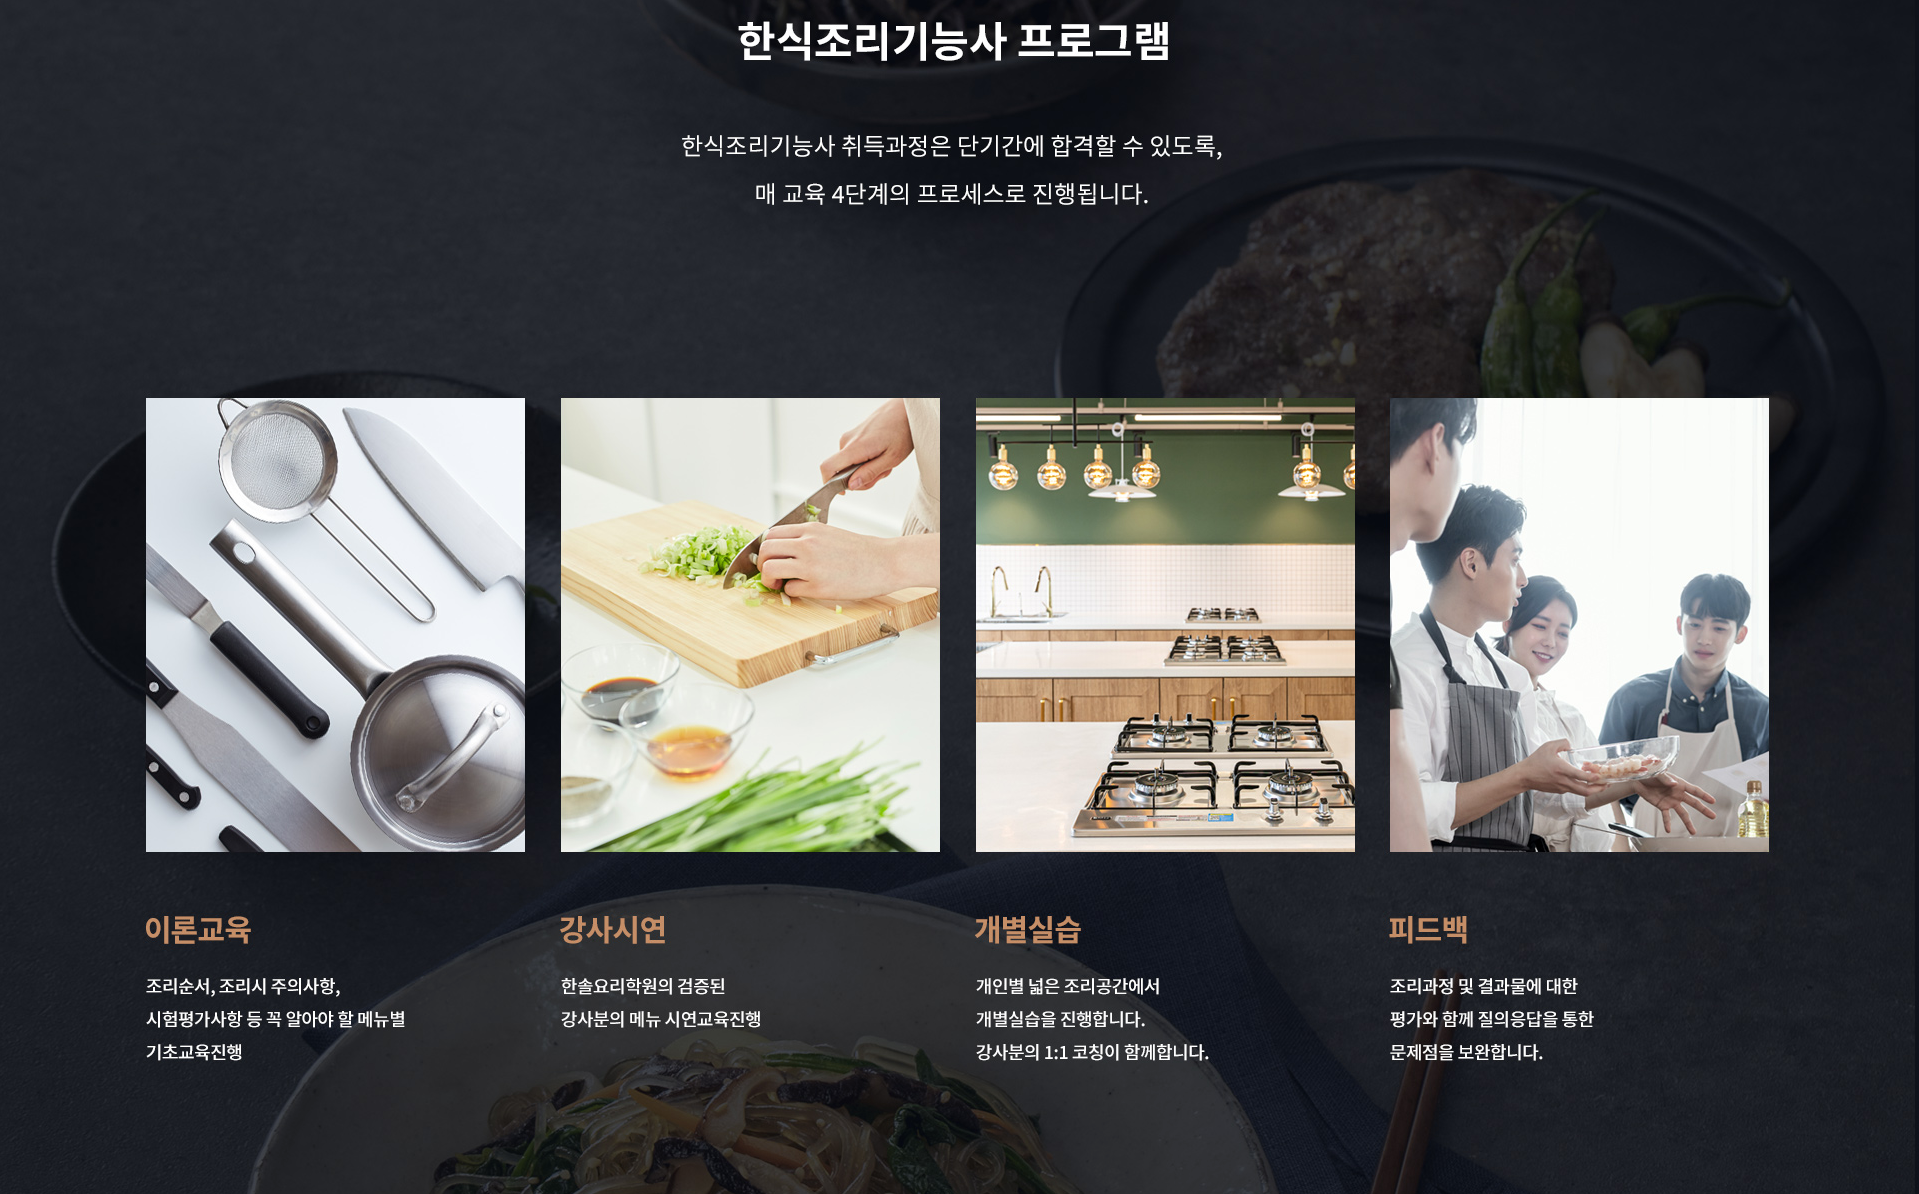 한식조리기능사 프로그램
한식조리기능사 취득과정은 단기간에 합격할 수 있도록,
매 교육 4단계의 프로세스로 진행됩니다.
이론교육
조리순서, 조리시 주의사항,
시험평가사항 등 꼭 알아야 할 메뉴별
기초교육진행
강사시연
한솔요리학원의 검증된
강사분의 메뉴 시연교육진행
개별실습
개인별 넓은 조리공간에서
개별실습을 진행합니다.
강사분의 1:1 코칭이 함께합니다.
피드백
조리과정 및 결과물에 대한
평가와 함께 질의응답을 통한
문제점을 보완합니다.